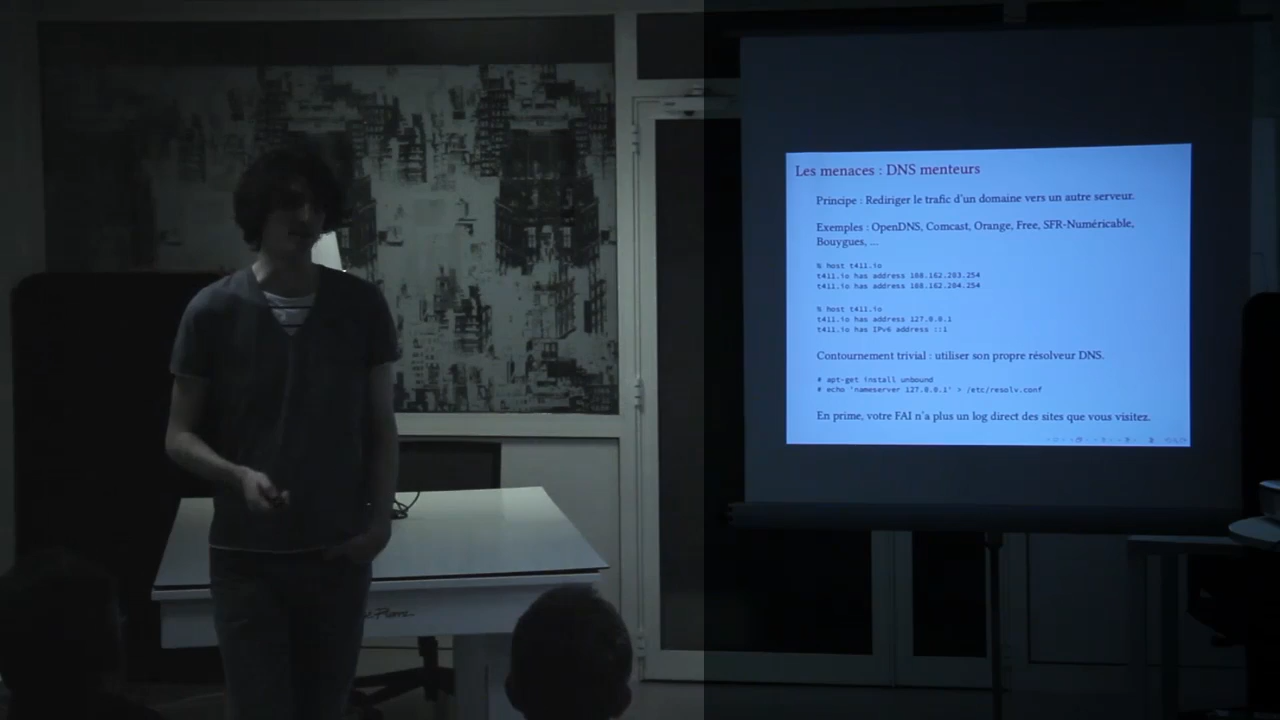 Les menaces : DNS menteurs
Principe : Rediriger le trafic d'un domaine vers un autre serveur.
Exemples : OpenDNS, Comcast, Orange, Free, SFR-Numéricable,
Bouygues, ...
% host t411.io
t411.io has address 108.162.203.254
t411.io has address 108.162.204.254
% host t411.io
t411.io has address 127.0.0.1
t411.io has IPv6 address ::1
Contournement trivial : utiliser son propre résolveur DNS.
# apt-get install unbound
# echo 'nameserver 127.0.0.1' > /etc/resolv.conf
En prime, votre FAI n'a plus un log direct des sites que vous visitez.